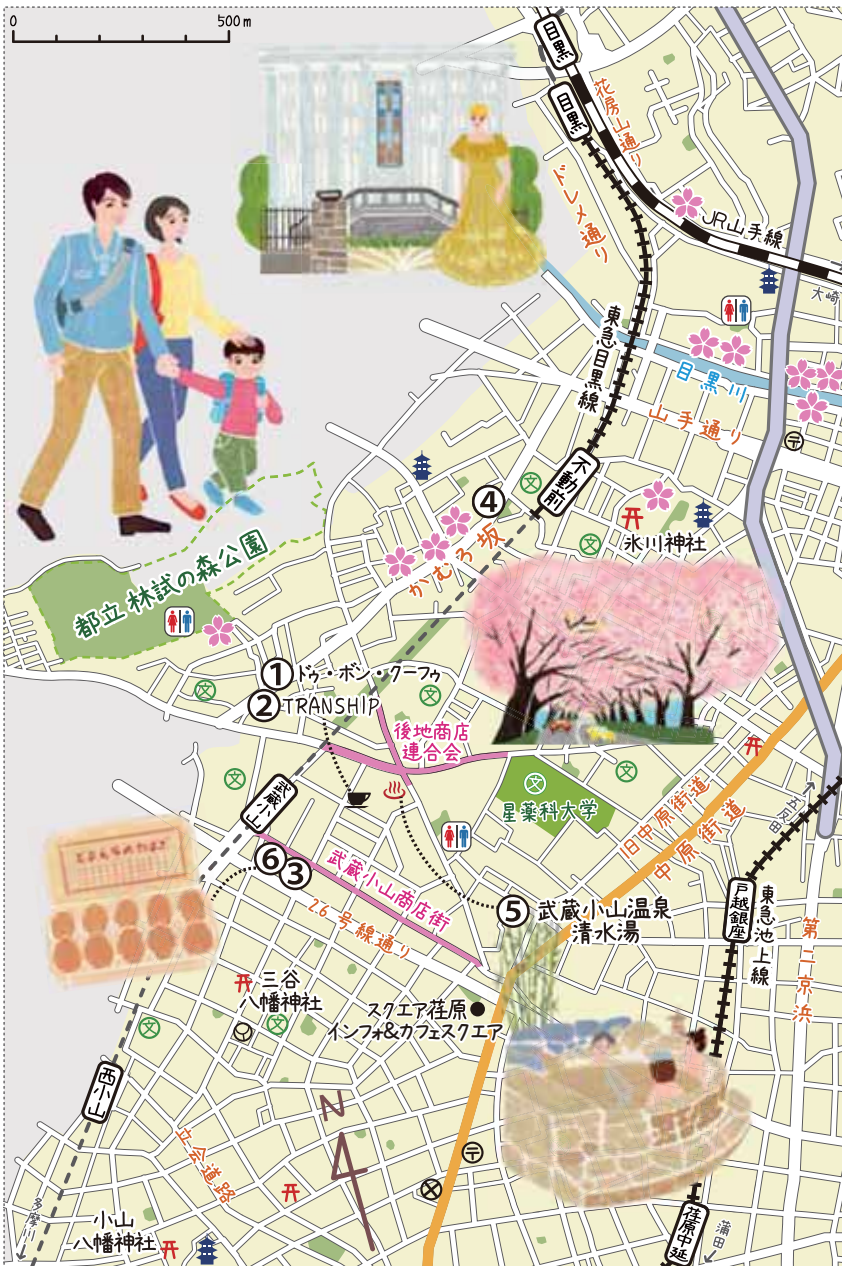 0
500m
目黒
目黒
花房山通り
ドレメ通り
JR山手線
大崎
東急目黒線
目黒川
山手通り
不動前
④
氷川神社
かむろ坂
都立 林試の森公園
① ドゥ・ボン・クーフゥ
② TRANSHIP
後地商店
連合会
武蔵小山
星薬科大学
旧中原街道
中原街道
五反田
⑥
③
武蔵小山商店街
26号線通り
⑤ 武蔵小山温泉
清水湯
戸越銀座
東急池上線
第二京浜
三谷
八幡神社
スクエア荏原
インフォ&カフェスクエア
西小山
N
立会道路
多摩川
小山
八幡神社
荏原中延
蒲田